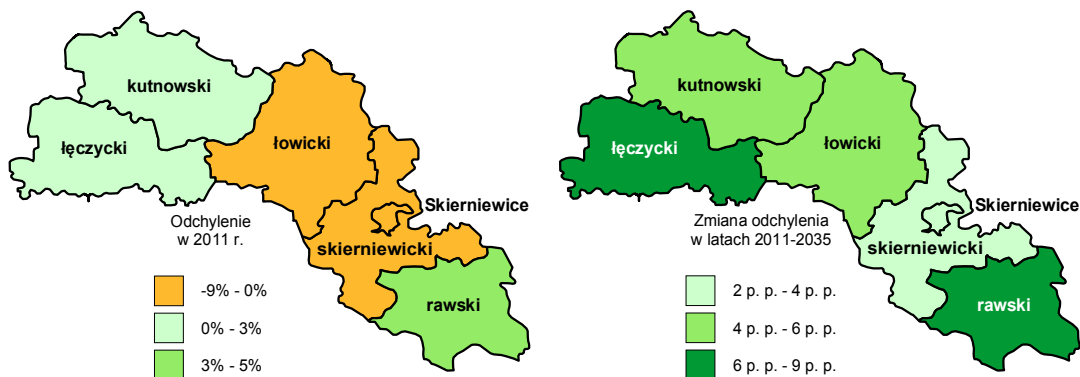 kutnowski
łęczycki
łowicki
Skierniewice
skierniewicki
rawski
Odchylenie
w 2011 r.
-9% - 0%
0% - 3%
3% - 5%
kutnowski
łęczycki
łowicki
Skierniewice
skierniewicki
rawski
Zmiana odchylenia
w latach 2011-2035
2 p. p. - 4 p. p.
4 p. p. - 6 p. p.
6 p. p. - 9 p. p.